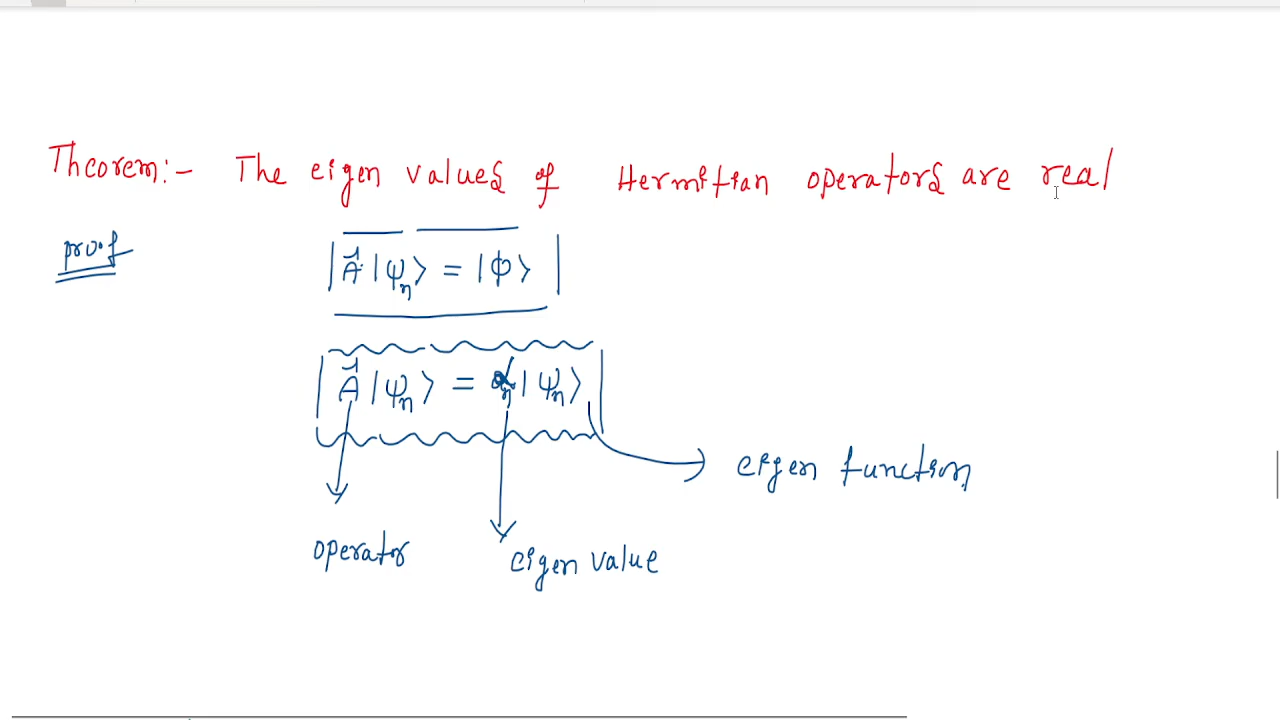 Theorem:- The eigen values of Hermitian operators are real
proof
Â|ψn⟩ = |ϕ⟩
Â|ψn⟩ = αn|ψn⟩
eigen function
operator
eigen value